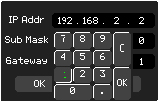 IP Addr 192.168. 2. 2
Sub Mask 7 8 9 C 0
Gateway 4 5 6 1
OK 2 3 OK
0 .